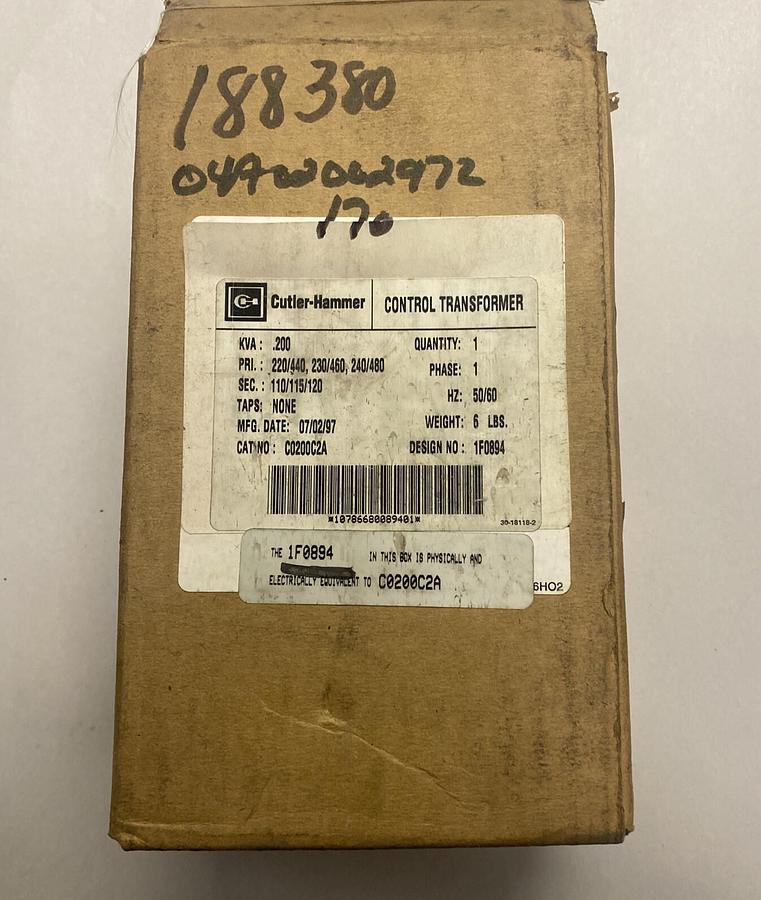 188380
170
Cutler-Hammer CONTROL TRANSFORMER
KVA : .200 QUANTITY: 1
PRI. : 220/440, 230/460, 240/480 PHASE: 1
SEC. : 110/115/120 HZ: 50/60
TAPS: NONE
MFG. DATE: 07/02/97 WEIGHT: 6 LBS.
CAT NO : C0200C2A DESIGN NO : 1F0894
*10786680089401* 30-18118-2
THE 1F0894 IN THIS BOX IS PHYSICALLY AND
ELECTRICALLY EQUIVALENT TO C0200C2A
6HO2